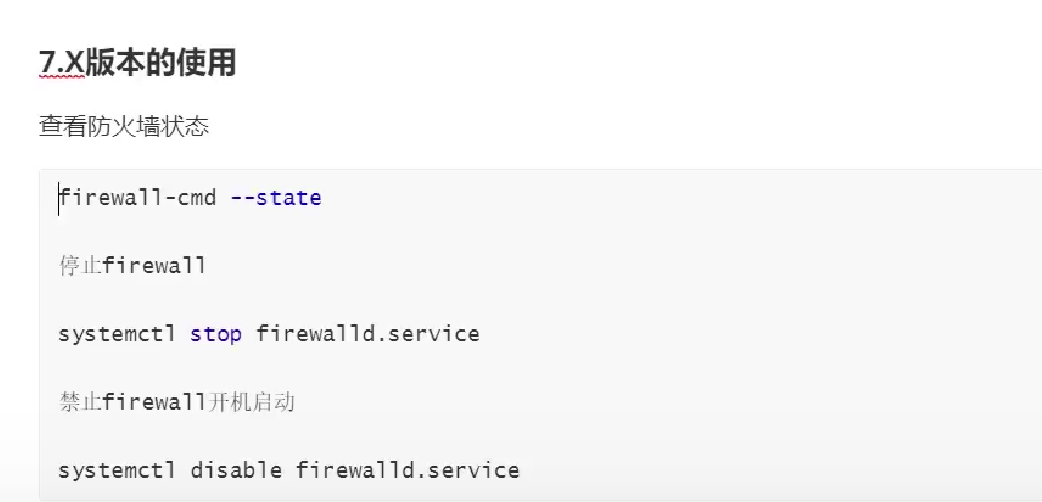 7.X版本的使用
查看防火墙状态
firewall-cmd --state
停止firewall
systemctl stop firewalld.service
禁止firewall开机启动
systemctl disable firewalld.service